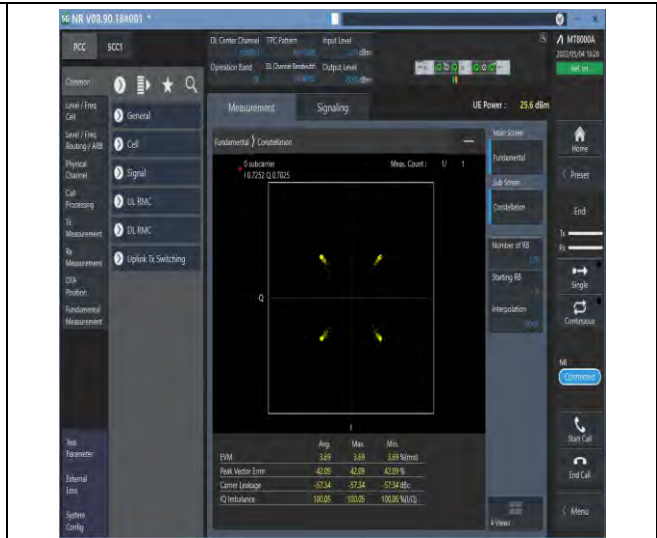 5G NR V08.90.18#001 *
PCC SCC1
DL Center Channel TPC Pattern Input Level
Operation Band DL Channel Bandwidth Output Level
dBm
MT8000A
2022/05/04 16:28
Common
Level / Freq.
Cell
Level / Freq.
Routing / ARB
Physical
Channel
Call
Processing
Tx
Measurement
Rx
Measurement
OTA
Position
Fundamental
Measurement
Test
Parameter
External
Loss
System
Config
General
Cell
Signal
UL RMC
DL RMC
Uplink Tx Switching
Measurement Signaling UE Power : 25.6 dBm
Fundamental Constellation
0 subcarrier Meas. Count : 1/ 1
I 0.7252 Q 0.7025
Q
I
Avg. Max. Min.
EVM 3.69 3.69 3.69 %(rms)
Peak Vector Error 42.09 42.09 42.09 %
Carrier Leakage -57.34 -57.34 -57.34 dBc
IQ Imbalance 100.05 100.05 100.05 %(I/Q)
Main Screen
Fundamental
Sub Screen
Constellation
Number of RB
Starting RB
Interpolation
4 Views
Home
Preset
End
Tx
Rx
Single
Continuous
NR
Connected
Start Call
End Call
Menu